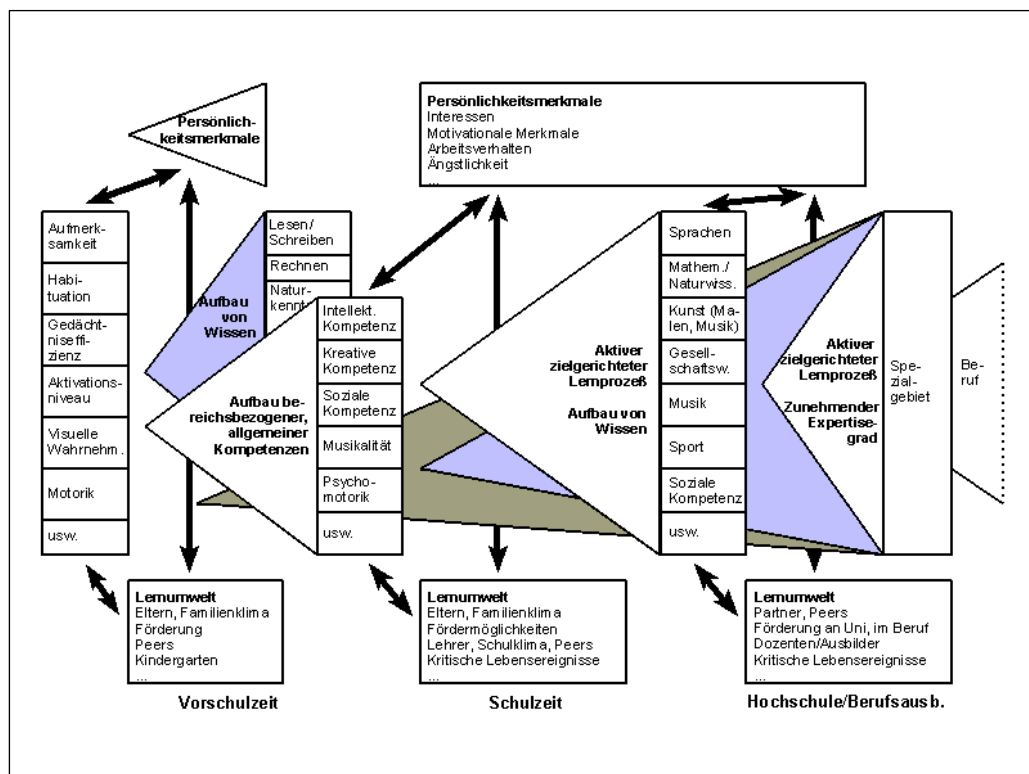 Persönlich-
keitsmerkmale
Persönlichkeitsmerkmale
Interessen
Motivationale Merkmale
Arbeitsverhalten
Ängstlichkeit
...
Aufmerk-
samkeit
Habi-
tuation
Gedächt-
niseffi-
zienz
Aktivations-
niveau
Visuelle
Wahrnehm.
Motorik
usw.
Aufbau
von
Wissen
Lesen/
Schreiben
Rechnen
Natur-
kennt
Aufbau be-
reichsbezogener,
allgemeiner
Kompetenzen
Intellekt.
Kompetenz
Kreative
Kompetenz
Soziale
Kompetenz
Musikalität
Psycho-
motorik
usw.
Aktiver
zielgerichteter
Lernprozeß
Aufbau von
Wissen
Sprachen
Mathem./
Naturwiss.
Kunst (Ma-
len, Musik)
Gesell-
schaftsw.
Musik
Sport
Soziale
Kompetenz
usw.
Aktiver
zielgerichteter
Lernprozeß
Zunehmender
Expertise-
grad
Spe-
zial-
gebiet
Be-
ruf
Lernumwelt
Eltern, Familienklima
Förderung
Peers
Kindergarten
...
Lernumwelt
Eltern, Familienklima
Fördermöglichkeiten
Lehrer, Schulklima, Peers
Kritische Lebensereignisse
...
Lernumwelt
Partner, Peers
Förderung an Uni, im Beruf
Dozenten/Ausbilder
Kritische Lebensereignisse
...
Vorschulzeit
Schulzeit
Hochschule/Berufsausb.